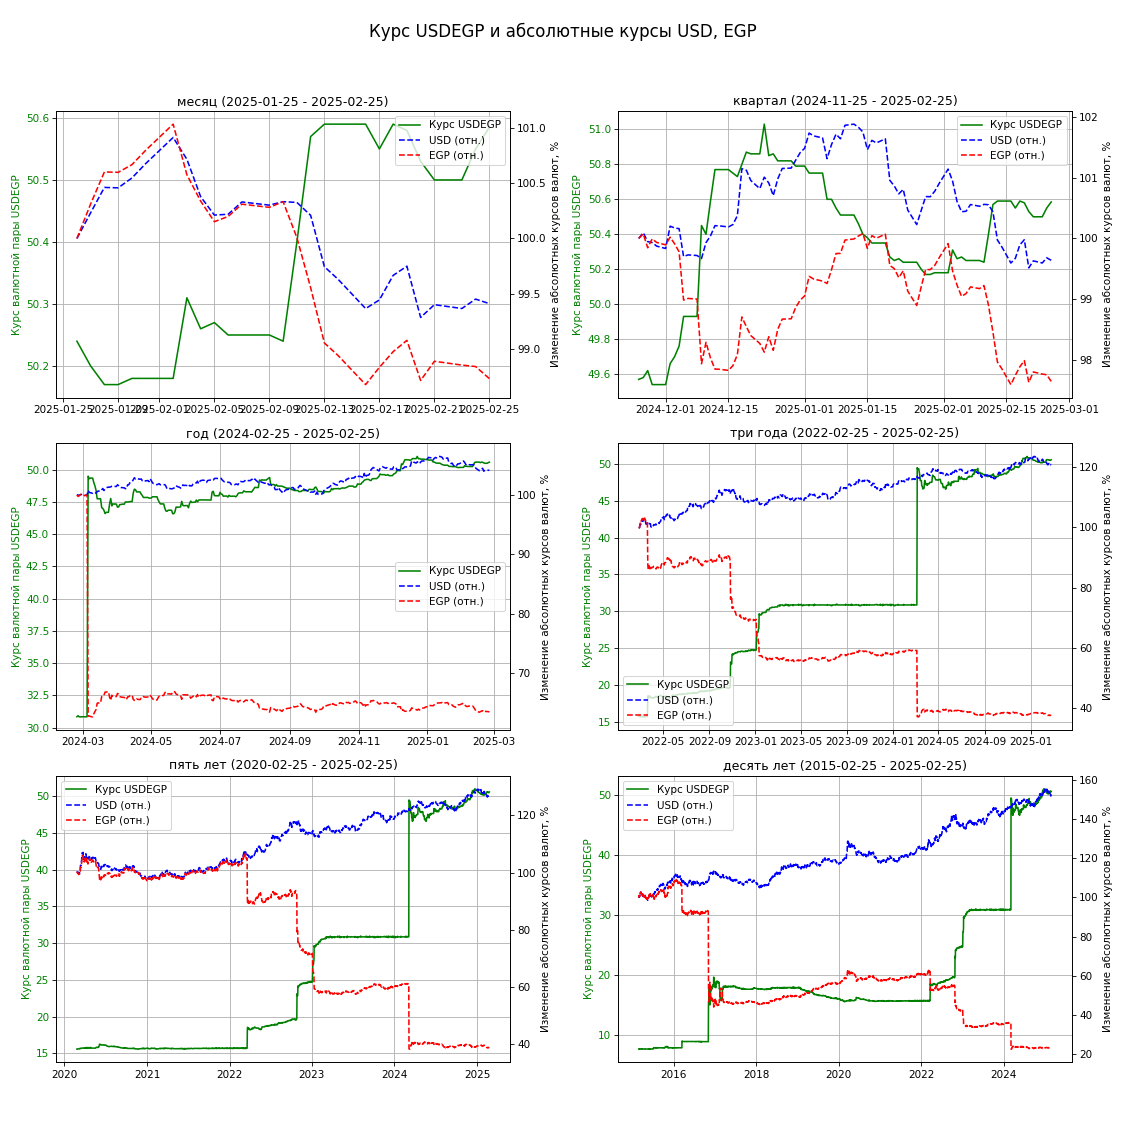 Курс USDEGP и абсолютные курсы USD, EGP
месяц (2025-01-25 - 2025-02-25)
Курс валютной пары USDEGP
50.6
50.5
50.4
50.3
50.2
Курс USDEGP
USD (отн.)
EGP (отн.)
101.0
100.5
100.0
99.5
99.0
Изменение абсолютных курсов валют, %
2025-01-25 2025-01-29 2025-02-01 2025-02-05 2025-02-09 2025-02-13 2025-02-17 2025-02-21 2025-02-25
квартал (2024-11-25 - 2025-02-25)
Курс валютной пары USDEGP
51.0
50.8
50.6
50.4
50.2
50.0
49.8
49.6
Курс USDEGP
USD (отн.)
EGP (отн.)
102
101
100
99
98
Изменение абсолютных курсов валют, %
2024-12-01 2024-12-15 2025-01-01 2025-01-15 2025-02-01 2025-02-15 2025-03-01
год (2024-02-25 - 2025-02-25)
Курс валютной пары USDEGP
50.0
47.5
45.0
42.5
40.0
37.5
35.0
32.5
30.0
Курс USDEGP
USD (отн.)
EGP (отн.)
100
90
80
70
Изменение абсолютных курсов валют, %
2024-03 2024-05 2024-07 2024-09 2024-11 2025-01 2025-03
три года (2022-02-25 - 2025-02-25)
Курс валютной пары USDEGP
50
45
40
35
30
25
20
15
Курс USDEGP
USD (отн.)
EGP (отн.)
120
100
80
60
40
Изменение абсолютных курсов валют, %
2022-05 2022-09 2023-01 2023-05 2023-09 2024-01 2024-05 2024-09 2025-01
пять лет (2020-02-25 - 2025-02-25)
Курс валютной пары USDEGP
50
45
40
35
30
25
20
15
Курс USDEGP
USD (отн.)
EGP (отн.)
120
100
80
60
40
Изменение абсолютных курсов валют, %
2020 2021 2022 2023 2024 2025
десять лет (2015-02-25 - 2025-02-25)
Курс валютной пары USDEGP
50
40
30
20
10
Курс USDEGP
USD (отн.)
EGP (отн.)
160
140
120
100
80
60
40
20
Изменение абсолютных курсов валют, %
2016 2018 2020 2022 2024